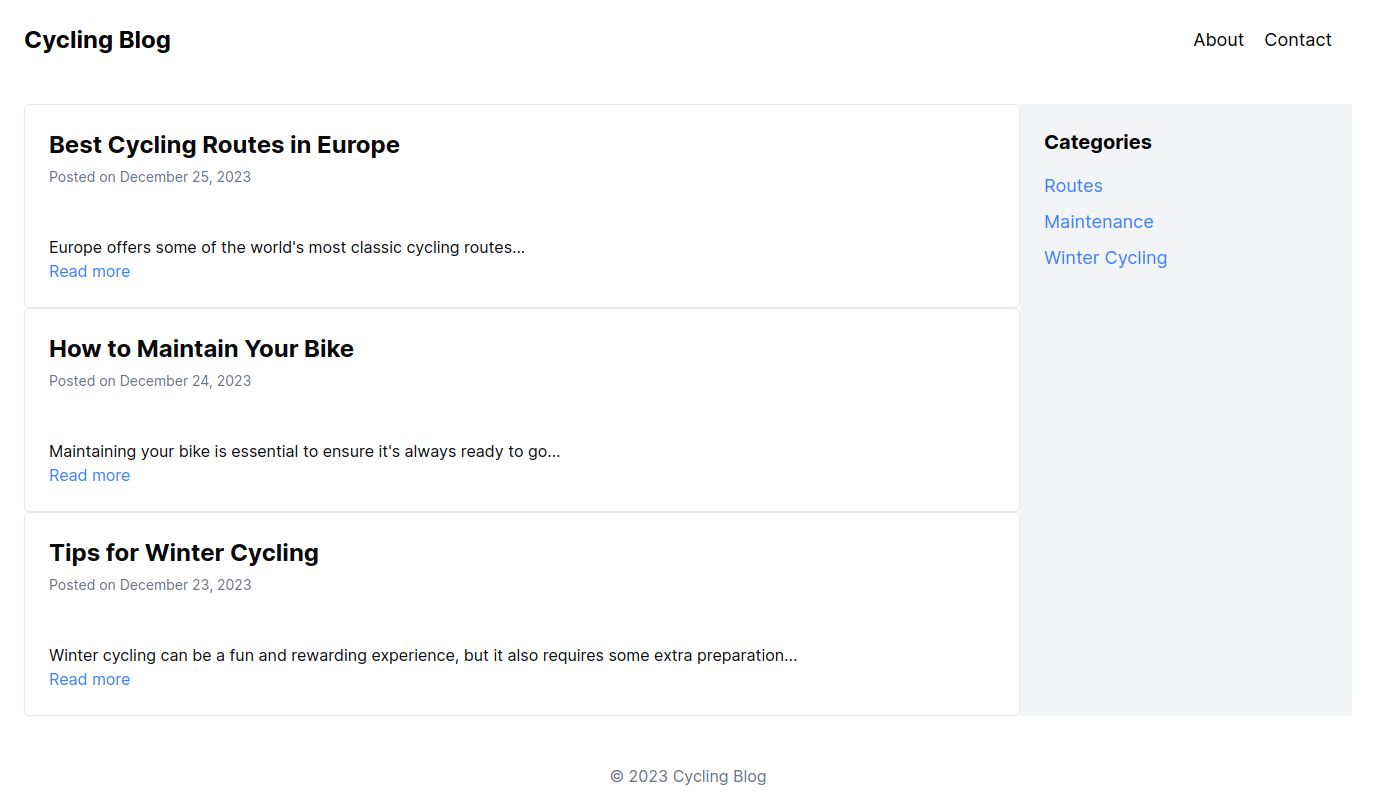 Cycling Blog
About Contact
Best Cycling Routes in Europe
Posted on December 25, 2023
Europe offers some of the world's most classic cycling routes...
Read more
How to Maintain Your Bike
Posted on December 24, 2023
Maintaining your bike is essential to ensure it's always ready to go...
Read more
Tips for Winter Cycling
Posted on December 23, 2023
Winter cycling can be a fun and rewarding experience, but it also requires some extra preparation...
Read more
Categories
Routes
Maintenance
Winter Cycling
© 2023 Cycling Blog